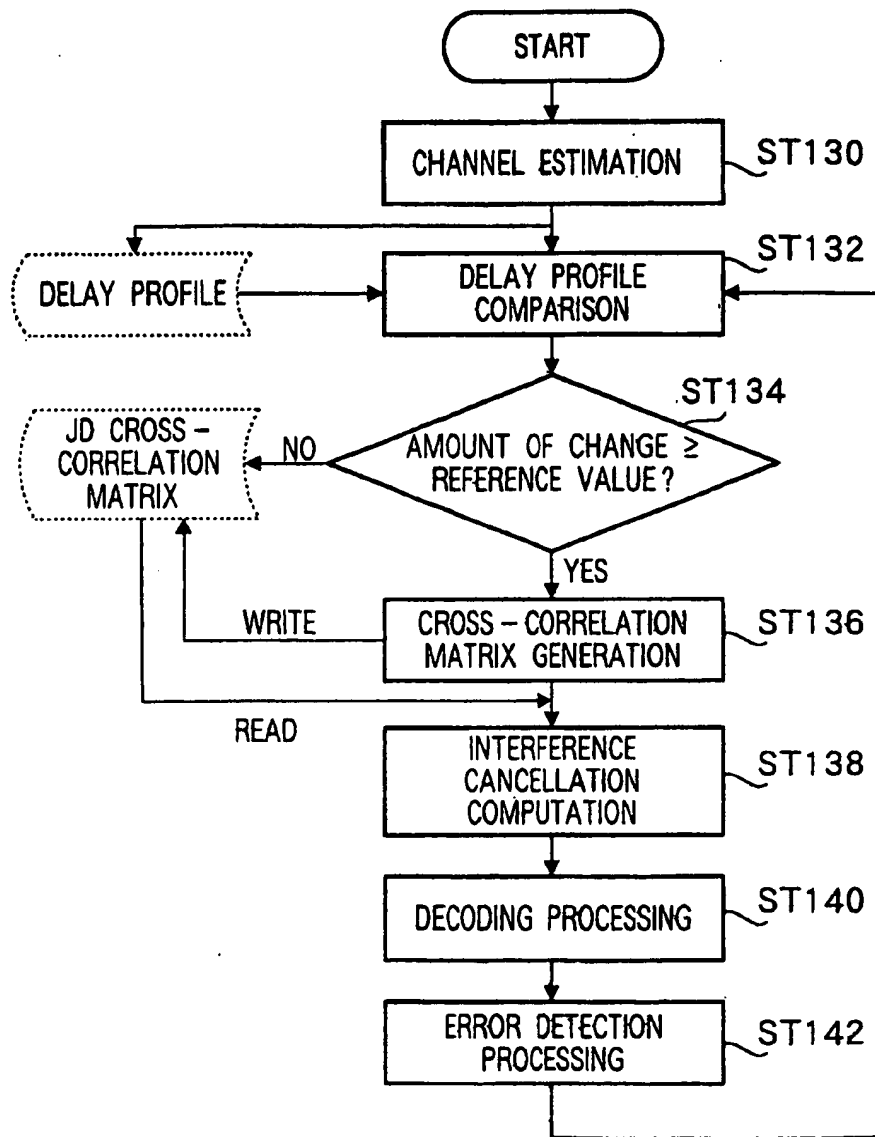 START
CHANNEL ESTIMATION
ST130
DELAY PROFILE
DELAY PROFILE
COMPARISON
ST132
ST134
AMOUNT OF CHANGE ≥
REFERENCE VALUE?
NO
JD CROSS-
CORRELATION
MATRIX
YES
WRITE
CROSS-CORRELATION
MATRIX GENERATION
ST136
READ
INTERFERENCE
CANCELLATION
COMPUTATION
ST138
DECODING PROCESSING
ST140
ERROR DETECTION
PROCESSING
ST142